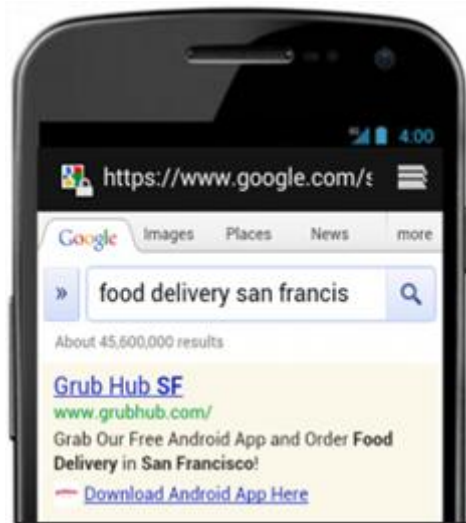 4G 4:00
https://www.google.com/s
Google Images Places News more
» food delivery san francis
About 45,600,000 results
Grub Hub SF
www.grubhub.com/
Grab Our Free Android App and Order Food
Delivery in San Francisco!
Download Android App Here